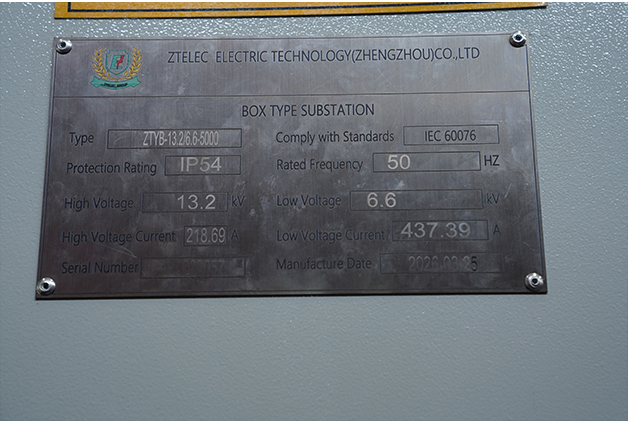 ZTELEC GROUP
ZTELEC ELECTRIC TECHNOLOGY(ZHENGZHOU)CO.,LTD
BOX TYPE SUBSTATION
Type ZTYB-13.2/6.6-5000 Comply with Standards IEC 60076
Protection Rating IP54 Rated Frequency 50 HZ
High Voltage 13.2 kV Low Voltage 6.6 kV
High Voltage Current 218.69 A Low Voltage Current 437.39 A
Serial Number Manufacture Date